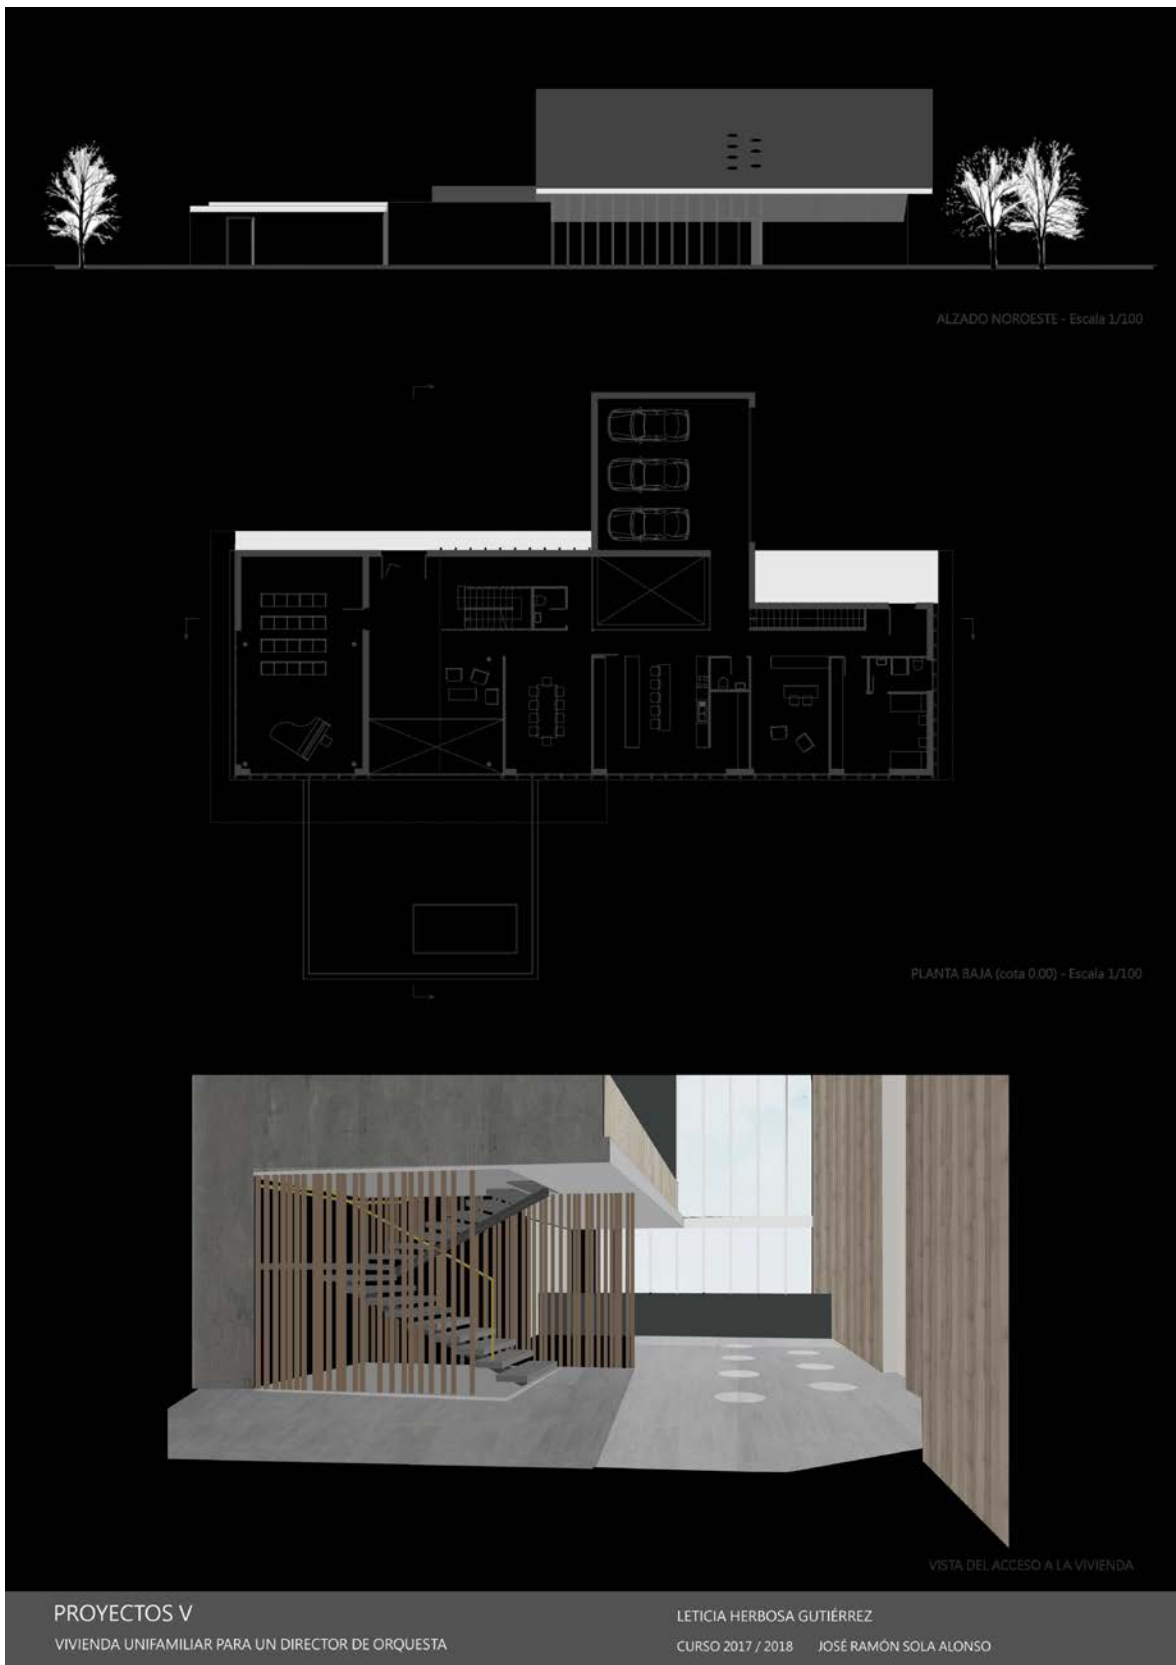 ALZADO NOROESTE - Escala 1/100
PLANTA BAJA (cota 0,00) - Escala 1/100
VISTA DEL ACCESO A LA VIVIENDA
PROYECTOS V
VIVIENDA UNIFAMILIAR PARA UN DIRECTOR DE ORQUESTA
LETICIA HERBOSA GUTIÉRREZ
CURSO 2017 / 2018 JOSÉ RAMÓN SOLA ALONSO